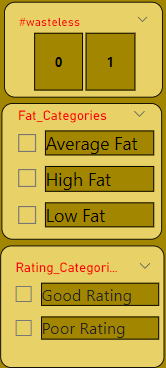 #wasteless
0 1
Fat_Categories
Average Fat
High Fat
Low Fat
Rating_Categori...
Good Rating
Poor Rating